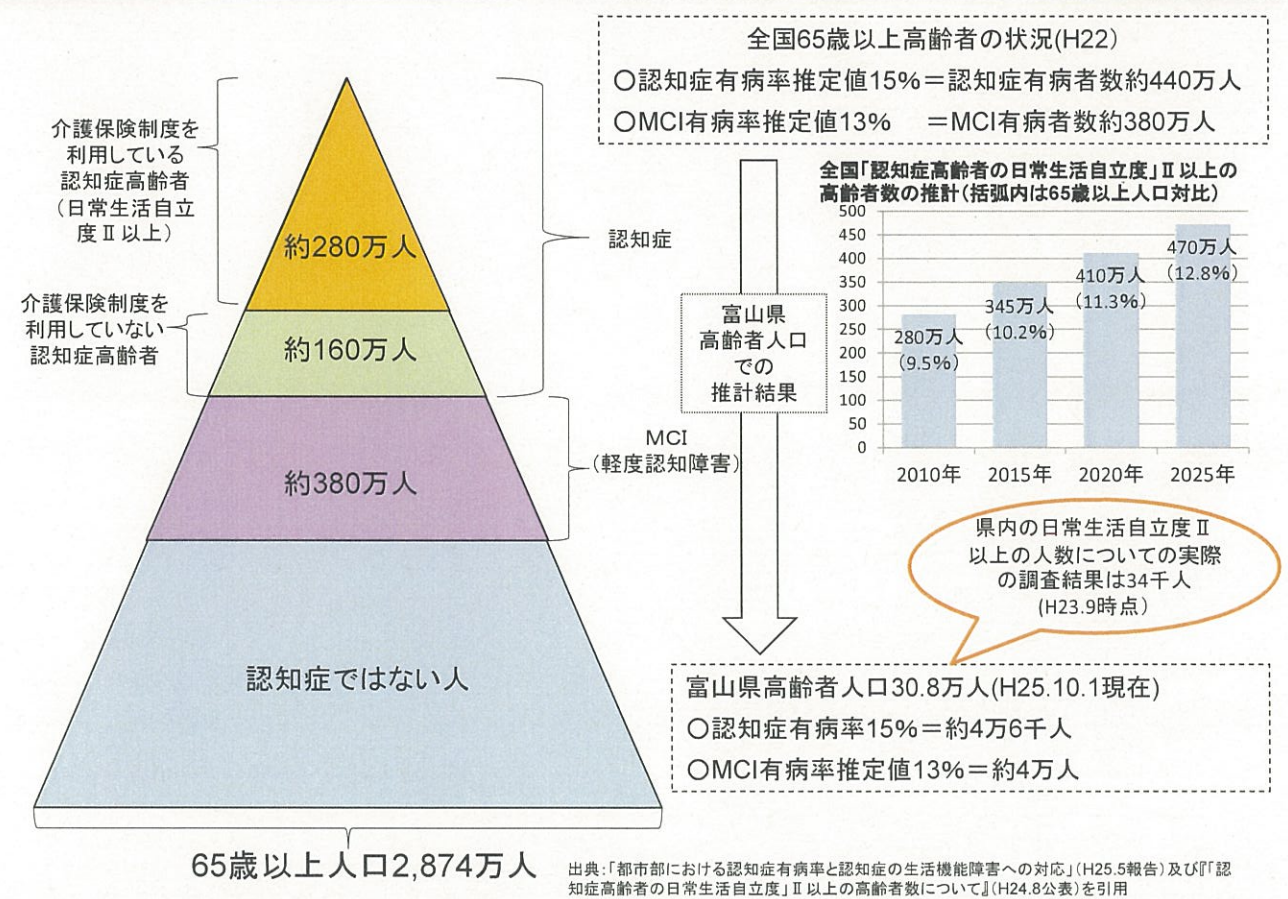 全国65歳以上高齢者の状況(H22)
〇認知症有病率推定値15%＝認知症有病者数約440万人
〇MCI有病率推定値13%　＝MCI有病者数約380万人
介護保険制度を
利用している
認知症高齢者
（日常生活自立
度Ⅱ以上）
約280万人
認知症
介護保険制度を
利用していない
認知症高齢者
約160万人
MCI
（軽度認知障害）
約380万人
認知症ではない人
65歳以上人口2,874万人
富山県
高齢者人口
での
推計結果
全国「認知症高齢者の日常生活自立度」Ⅱ以上の
高齢者数の推計（括弧内は65歳以上人口対比）
500
450
400
350
300
250
200
150
100
50
0
280万人
（9.5%）
345万人
（10.2%）
410万人
（11.3%）
470万人
（12.8%）
2010年 2015年 2020年 2025年
県内の日常生活自立度Ⅱ
以上の人数についての実際
の調査結果は34千人
(H23.9時点）
富山県高齢者人口30.8万人(H25.10.1現在)
〇認知症有病率15%＝約4万6千人
〇MCI有病率推定値13%＝約4万人
出典：「都市部における認知症有病率と認知症の生活機能障害への対応」（H25.5報告）及び『「認
知症高齢者の日常生活自立度」Ⅱ以上の高齢者数について』（H24.8公表）を引用